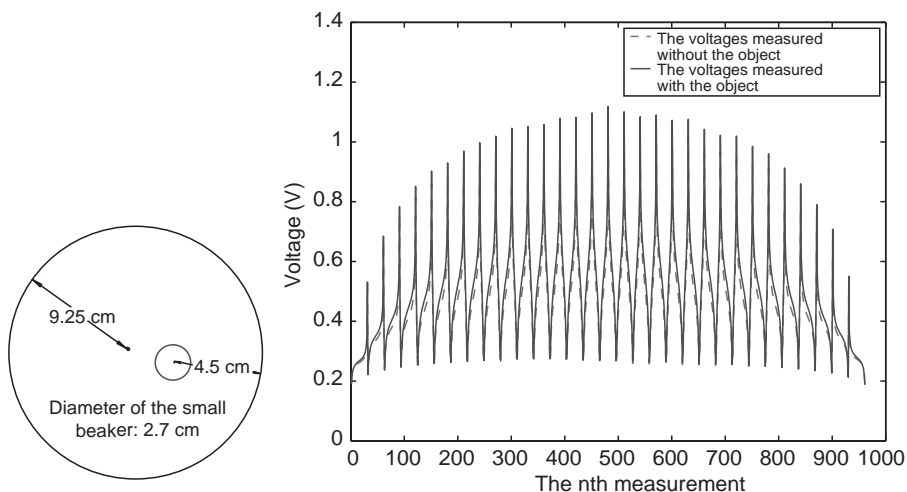 9.25 cm
4.5 cm
Diameter of the small
beaker: 2.7 cm
1.4
1.2
1
0.8
0.6
0.4
0.2
0
Voltage (V)
The voltages measured
without the object
The voltages measured
with the object
0 100 200 300 400 500 600 700 800 900 1000
The nth measurement